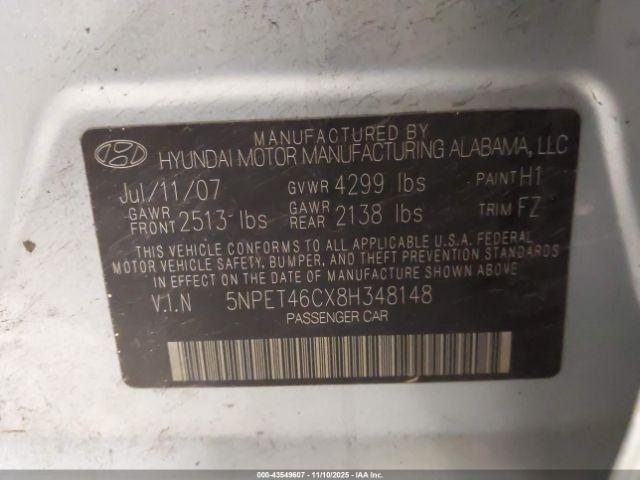 MANUFACTURED BY
HYUNDAI MOTOR MANUFACTURING ALABAMA, LLC
Jul/11/07 GVWR 4299 lbs PAINT H1
GAWR FRONT 2513 lbs GAWR REAR 2138 lbs TRIM FZ
THIS VEHICLE CONFORMS TO ALL APPLICABLE U.S.A. FEDERAL
MOTOR VEHICLE SAFETY, BUMPER, AND THEFT PREVENTION STANDARDS
IN EFFECT ON THE DATE OF MANUFACTURE SHOWN ABOVE.
V.I.N 5NPET46CX8H348148
PASSENGER CAR
000-43549607 - 11/10/2025 - COPYRIGHT © IAA, LLC